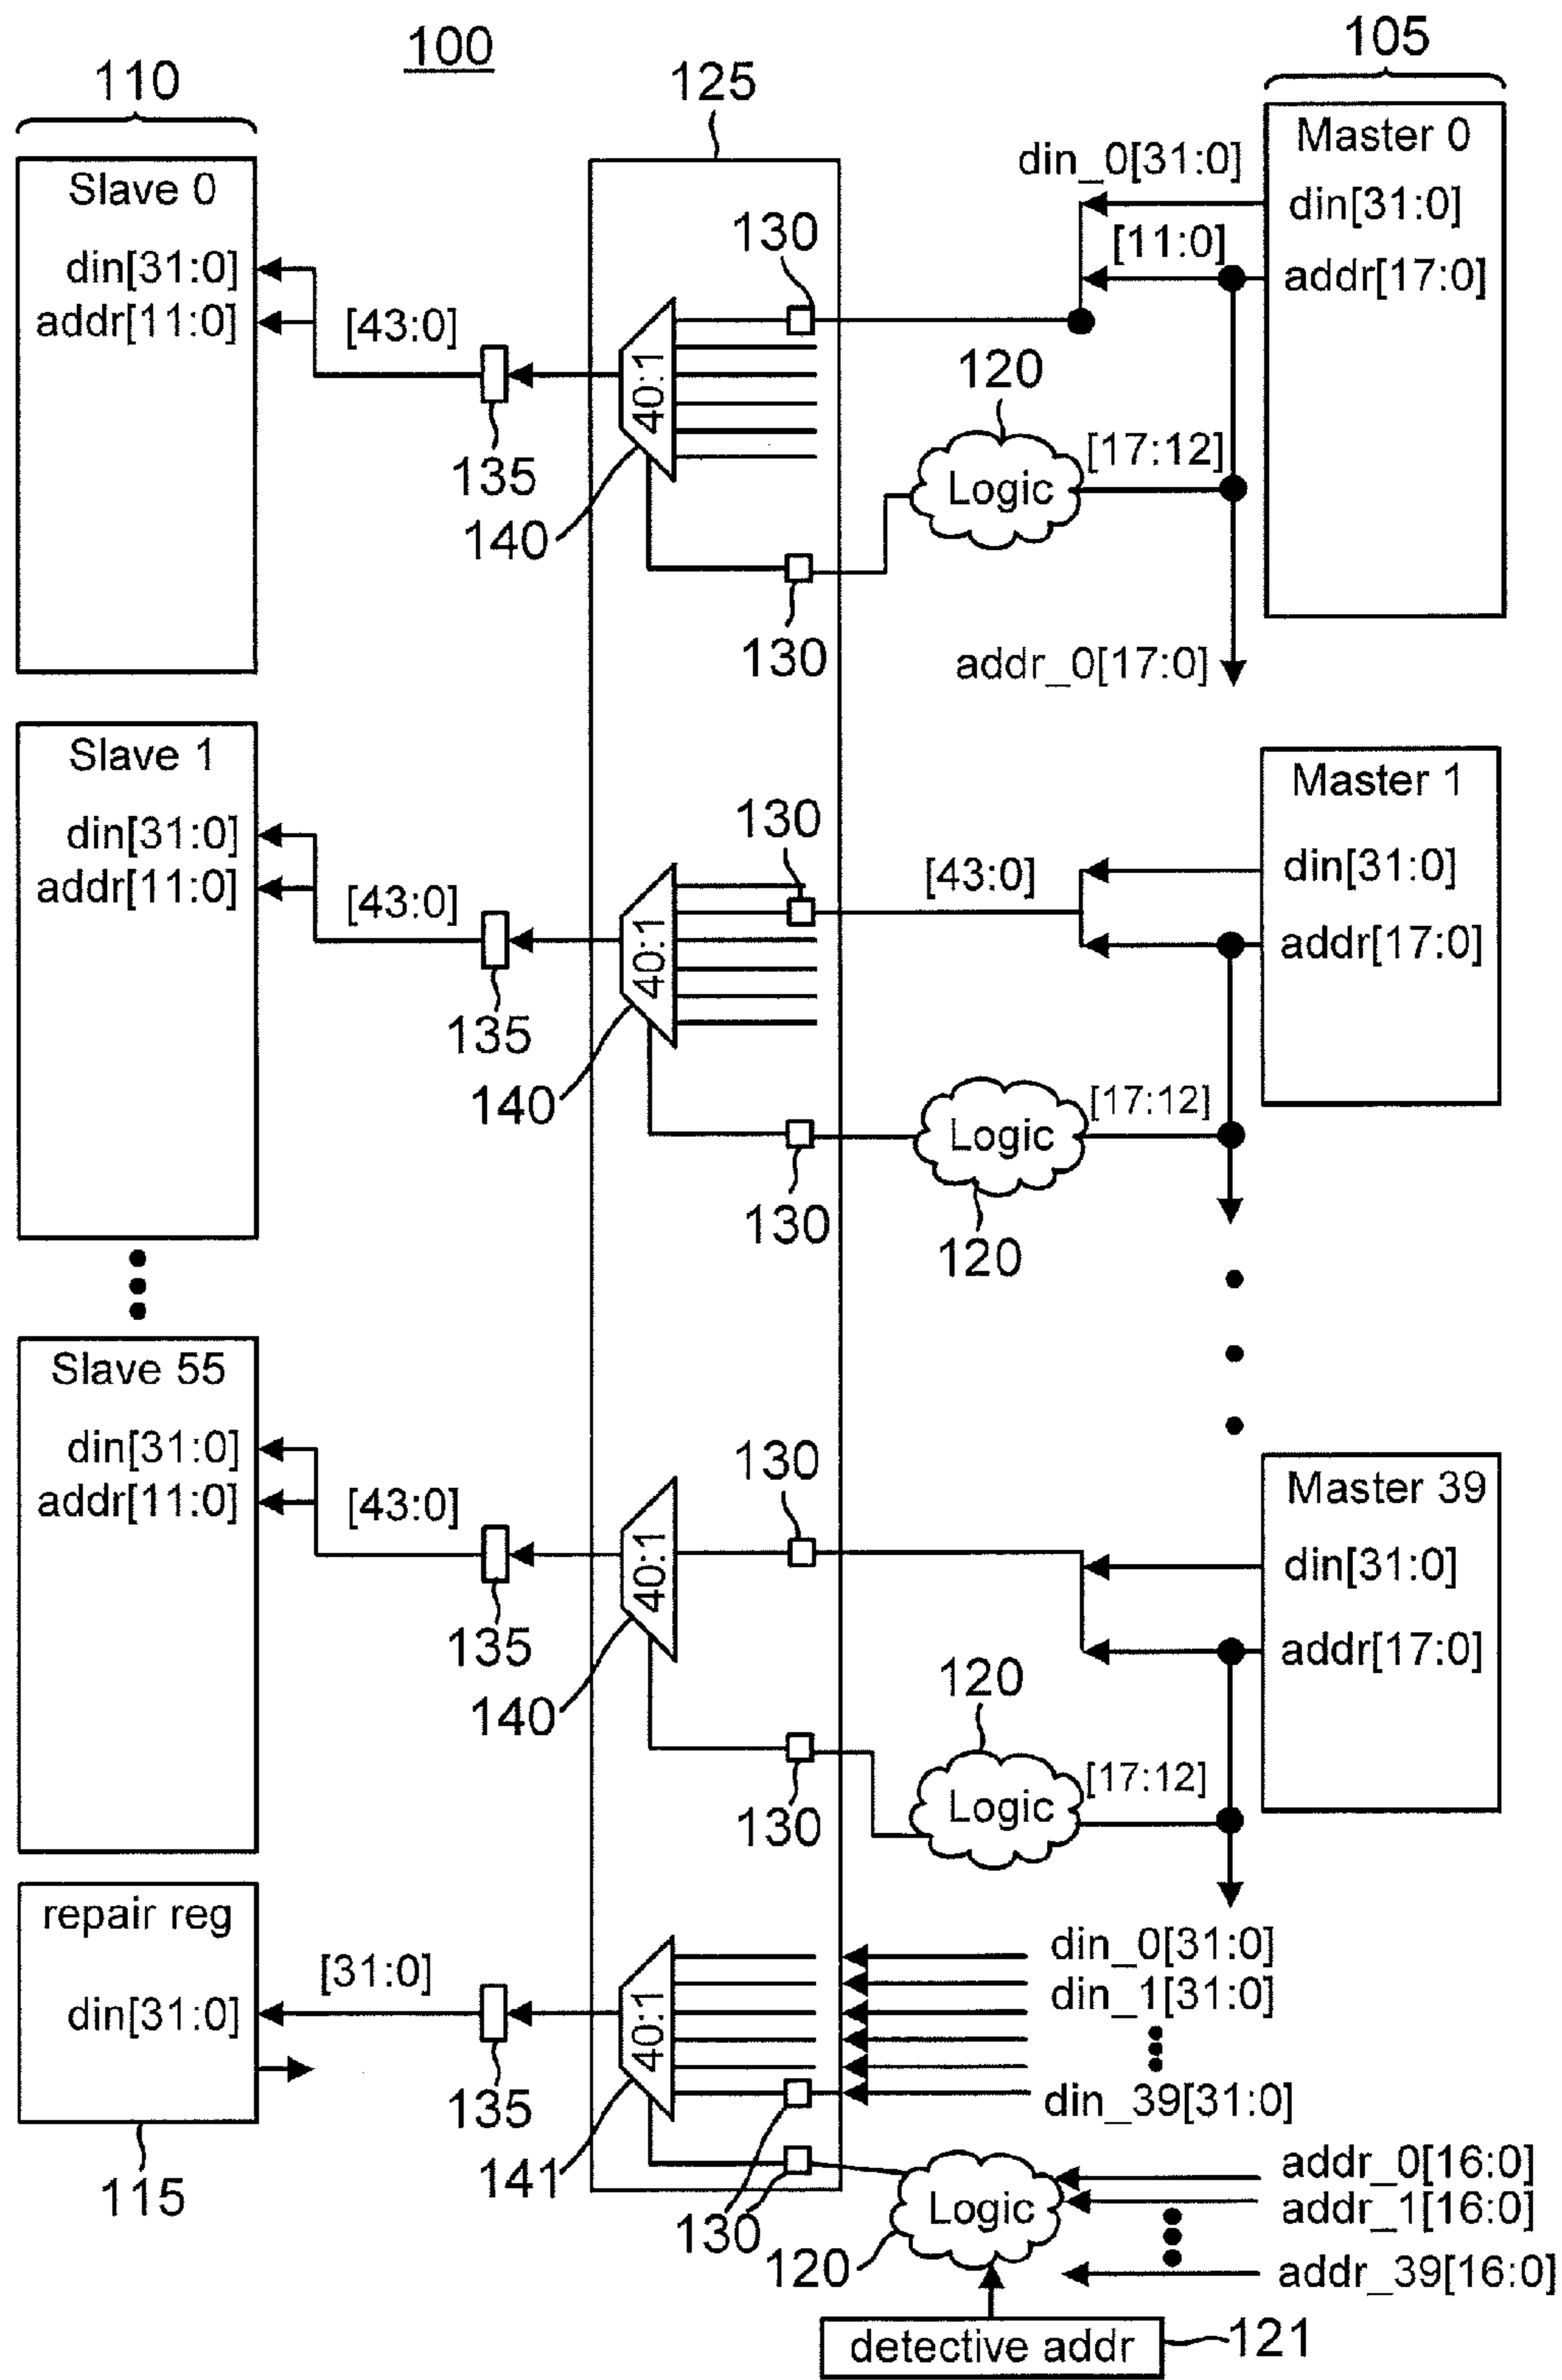 100
110
125
105
Slave 0
din[31:0]
addr[11:0]
[43:0]
135
140
40:1
130
130
din_0[31:0]
[11:0]
120
Logic
[17:12]
addr_0[17:0]
Master 0
din[31:0]
addr[17:0]
Slave 1
din[31:0]
addr[11:0]
[43:0]
135
140
40:1
130
130
[43:0]
Logic
120
[17:12]
Master 1
din[31:0]
addr[17:0]
Slave 55
din[31:0]
addr[11:0]
[43:0]
135
140
40:1
130
130
120
Logic
[17:12]
Master 39
din[31:0]
addr[17:0]
repair reg
din[31:0]
115
[31:0]
135
141
40:1
130
din_0[31:0]
din_1[31:0]
din_39[31:0]
Logic
120
addr_0[16:0]
addr_1[16:0]
addr_39[16:0]
detective addr
121